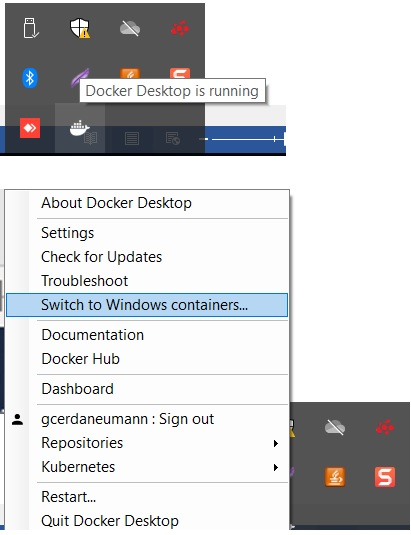 Docker Desktop is running
About Docker Desktop
Settings
Check for Updates
Troubleshoot
Switch to Windows containers...
Documentation
Docker Hub
Dashboard
gcerdaneumann : Sign out
Repositories
Kubernetes
Restart...
Quit Docker Desktop